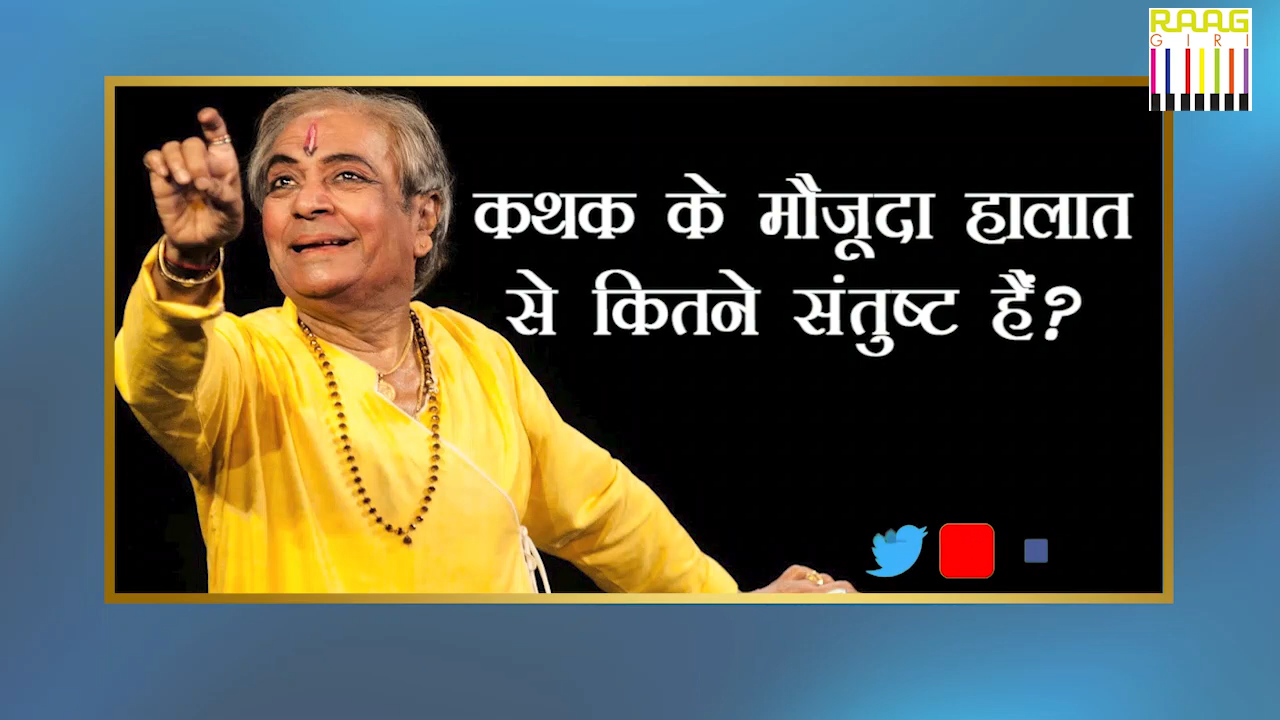 RAAG
GIRI
कथक के मौजूदा हालात
से कितने संतुष्ट हैं?